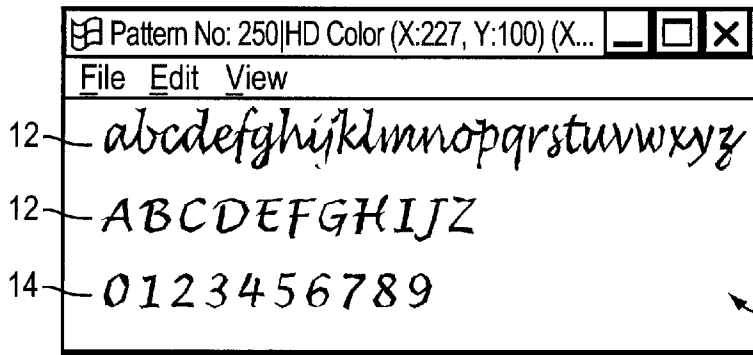 Pattern No: 250|HD Color (X:227, Y:100) (X...
File Edit View
12 abcdefghijklmnopqrstuvwxyz
12 ABCDEFGHIJZ
14 0123456789